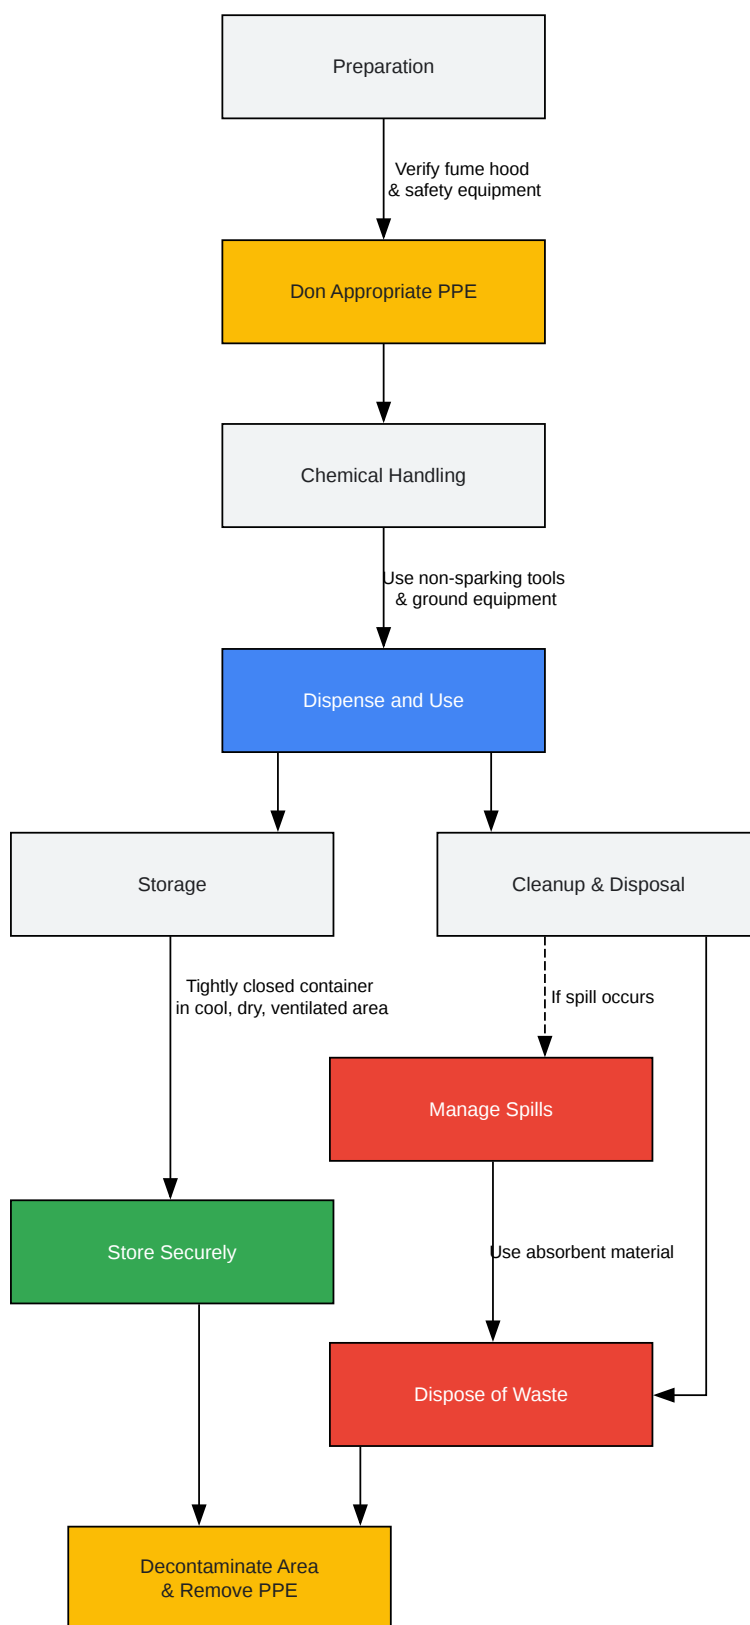 Preparation
Verify fume hood
& safety equipment
Don Appropriate PPE
Chemical Handling
Use non-sparking tools
& ground equipment
Dispense and Use
Storage
Cleanup & Disposal
Tightly closed container
in cool, dry, ventilated area
If spill occurs
Manage Spills
Store Securely
Use absorbent material
Dispose of Waste
Decontaminate Area
& Remove PPE